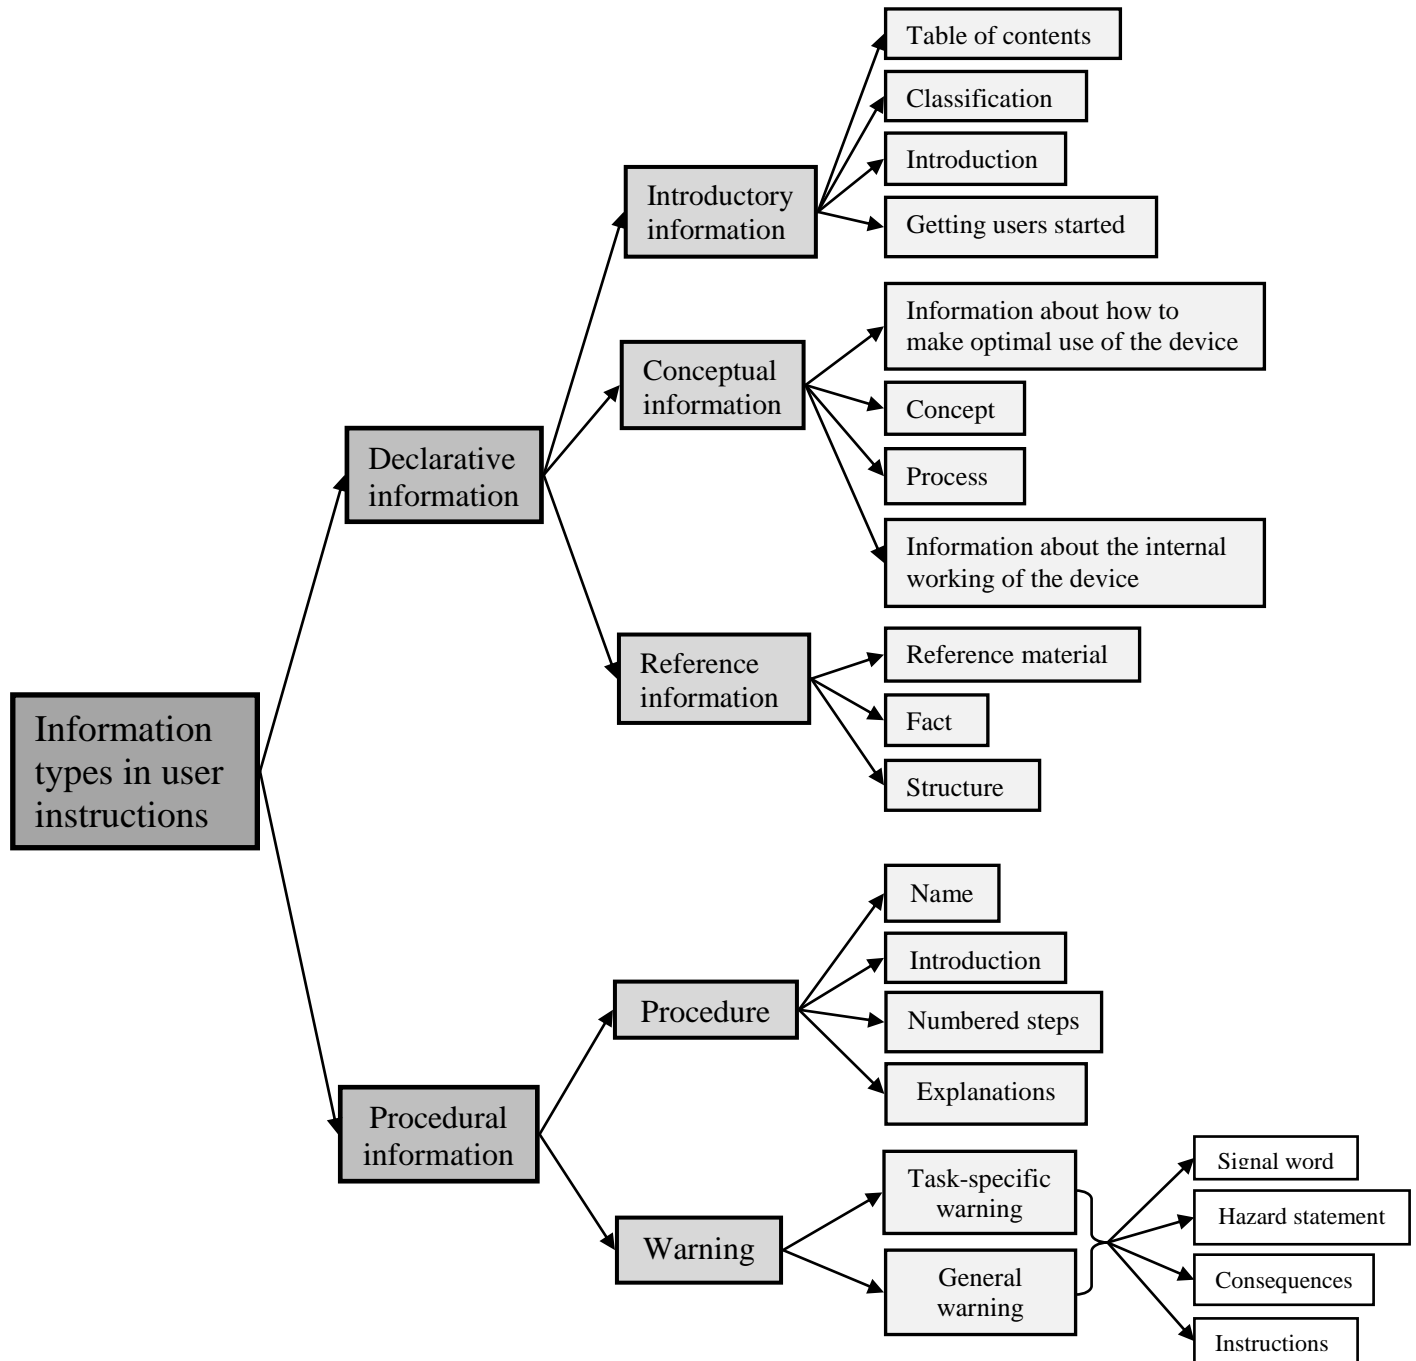 Table of contents
Classification
Introduction
Getting users started
Introductory
information
Information about how to
make optimal use of the device
Conceptual
information
Concept
Process
Declarative
information
Information about the internal
working of the device
Reference material
Reference
information
Fact
Structure
Information
types in user
instructions
Name
Introduction
Procedure
Numbered steps
Explanations
Procedural
information
Task-specific
warning
Signal word
Hazard statement
Warning
General
warning
Consequences
Instructions